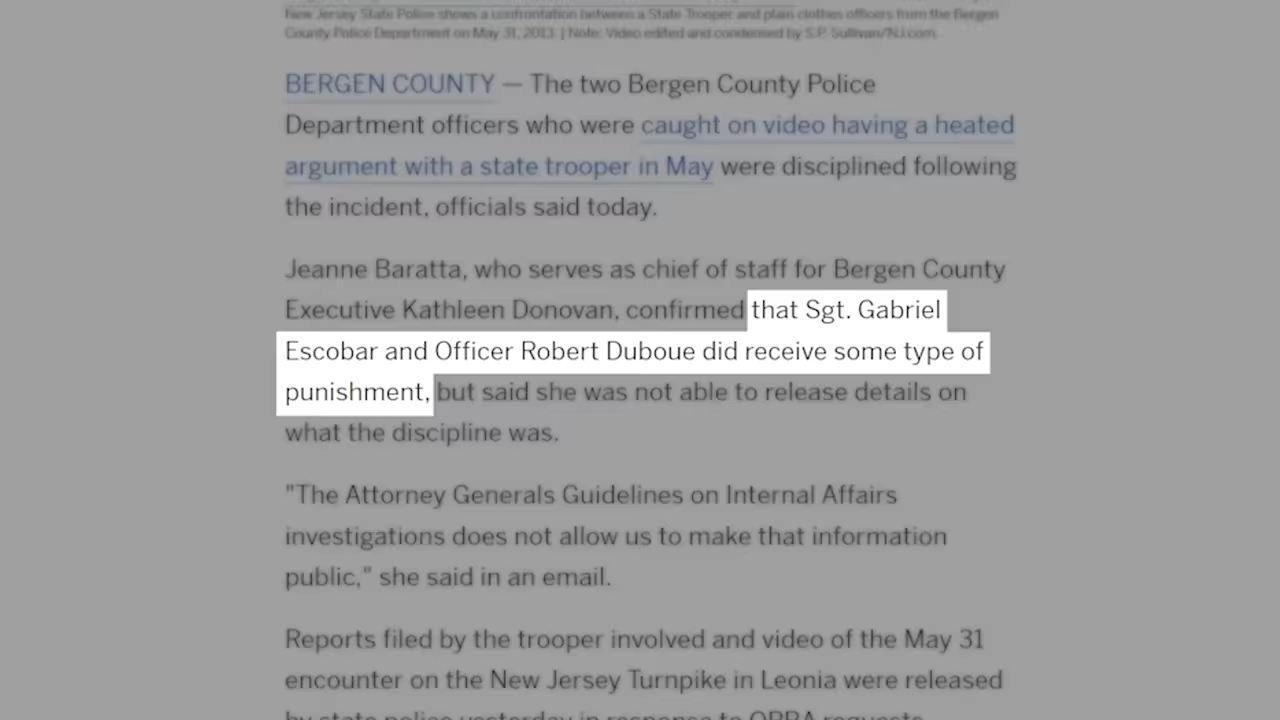 New Jersey State Police shows a confrontation between a State Trooper and plain clothes officers from the Bergen
County Police Department on May 31, 2013. | Note: Video edited and condensed by S.P. Sullivan/NJ.com.
BERGEN COUNTY — The two Bergen County Police
Department officers who were caught on video having a heated
argument with a state trooper in May were disciplined following
the incident, officials said today.
Jeanne Baratta, who serves as chief of staff for Bergen County
Executive Kathleen Donovan, confirmed that Sgt. Gabriel
Escobar and Officer Robert Duboue did receive some type of
punishment, but said she was not able to release details on
what the discipline was.
"The Attorney Generals Guidelines on Internal Affairs
investigations does not allow us to make that information
public," she said in an email.
Reports filed by the trooper involved and video of the May 31
encounter on the New Jersey Turnpike in Leonia were released
by state police yesterday in response to OPRA requests